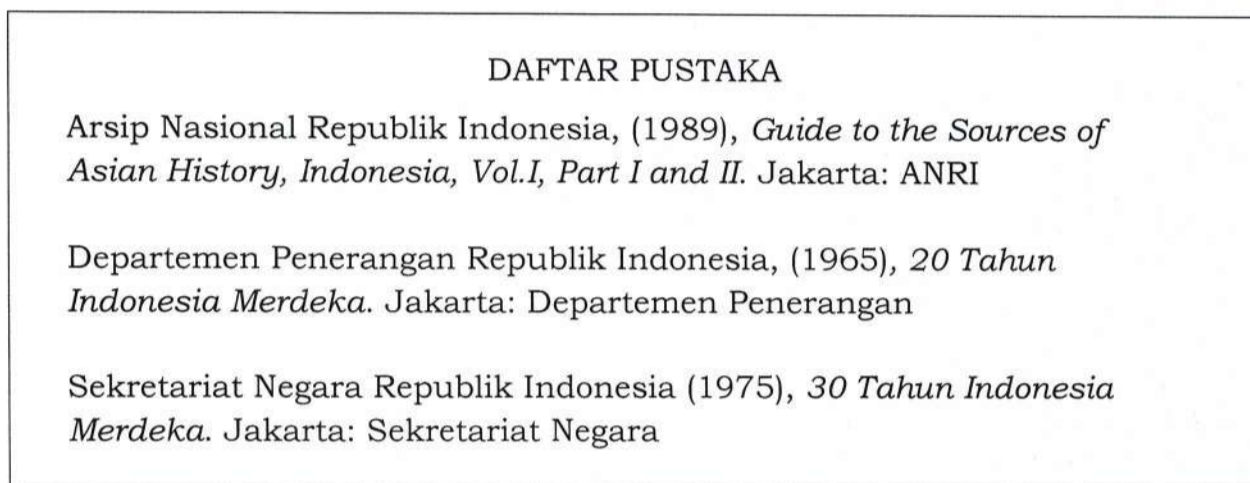 DAFTAR PUSTAKA
Arsip Nasional Republik Indonesia, (1989), Guide to the Sources of
Asian History, Indonesia, Vol.I, Part I and II. Jakarta: ANRI
Departemen Penerangan Republik Indonesia, (1965), 20 Tahun
Indonesia Merdeka. Jakarta: Departemen Penerangan
Sekretariat Negara Republik Indonesia (1975), 30 Tahun Indonesia
Merdeka. Jakarta: Sekretariat Negara